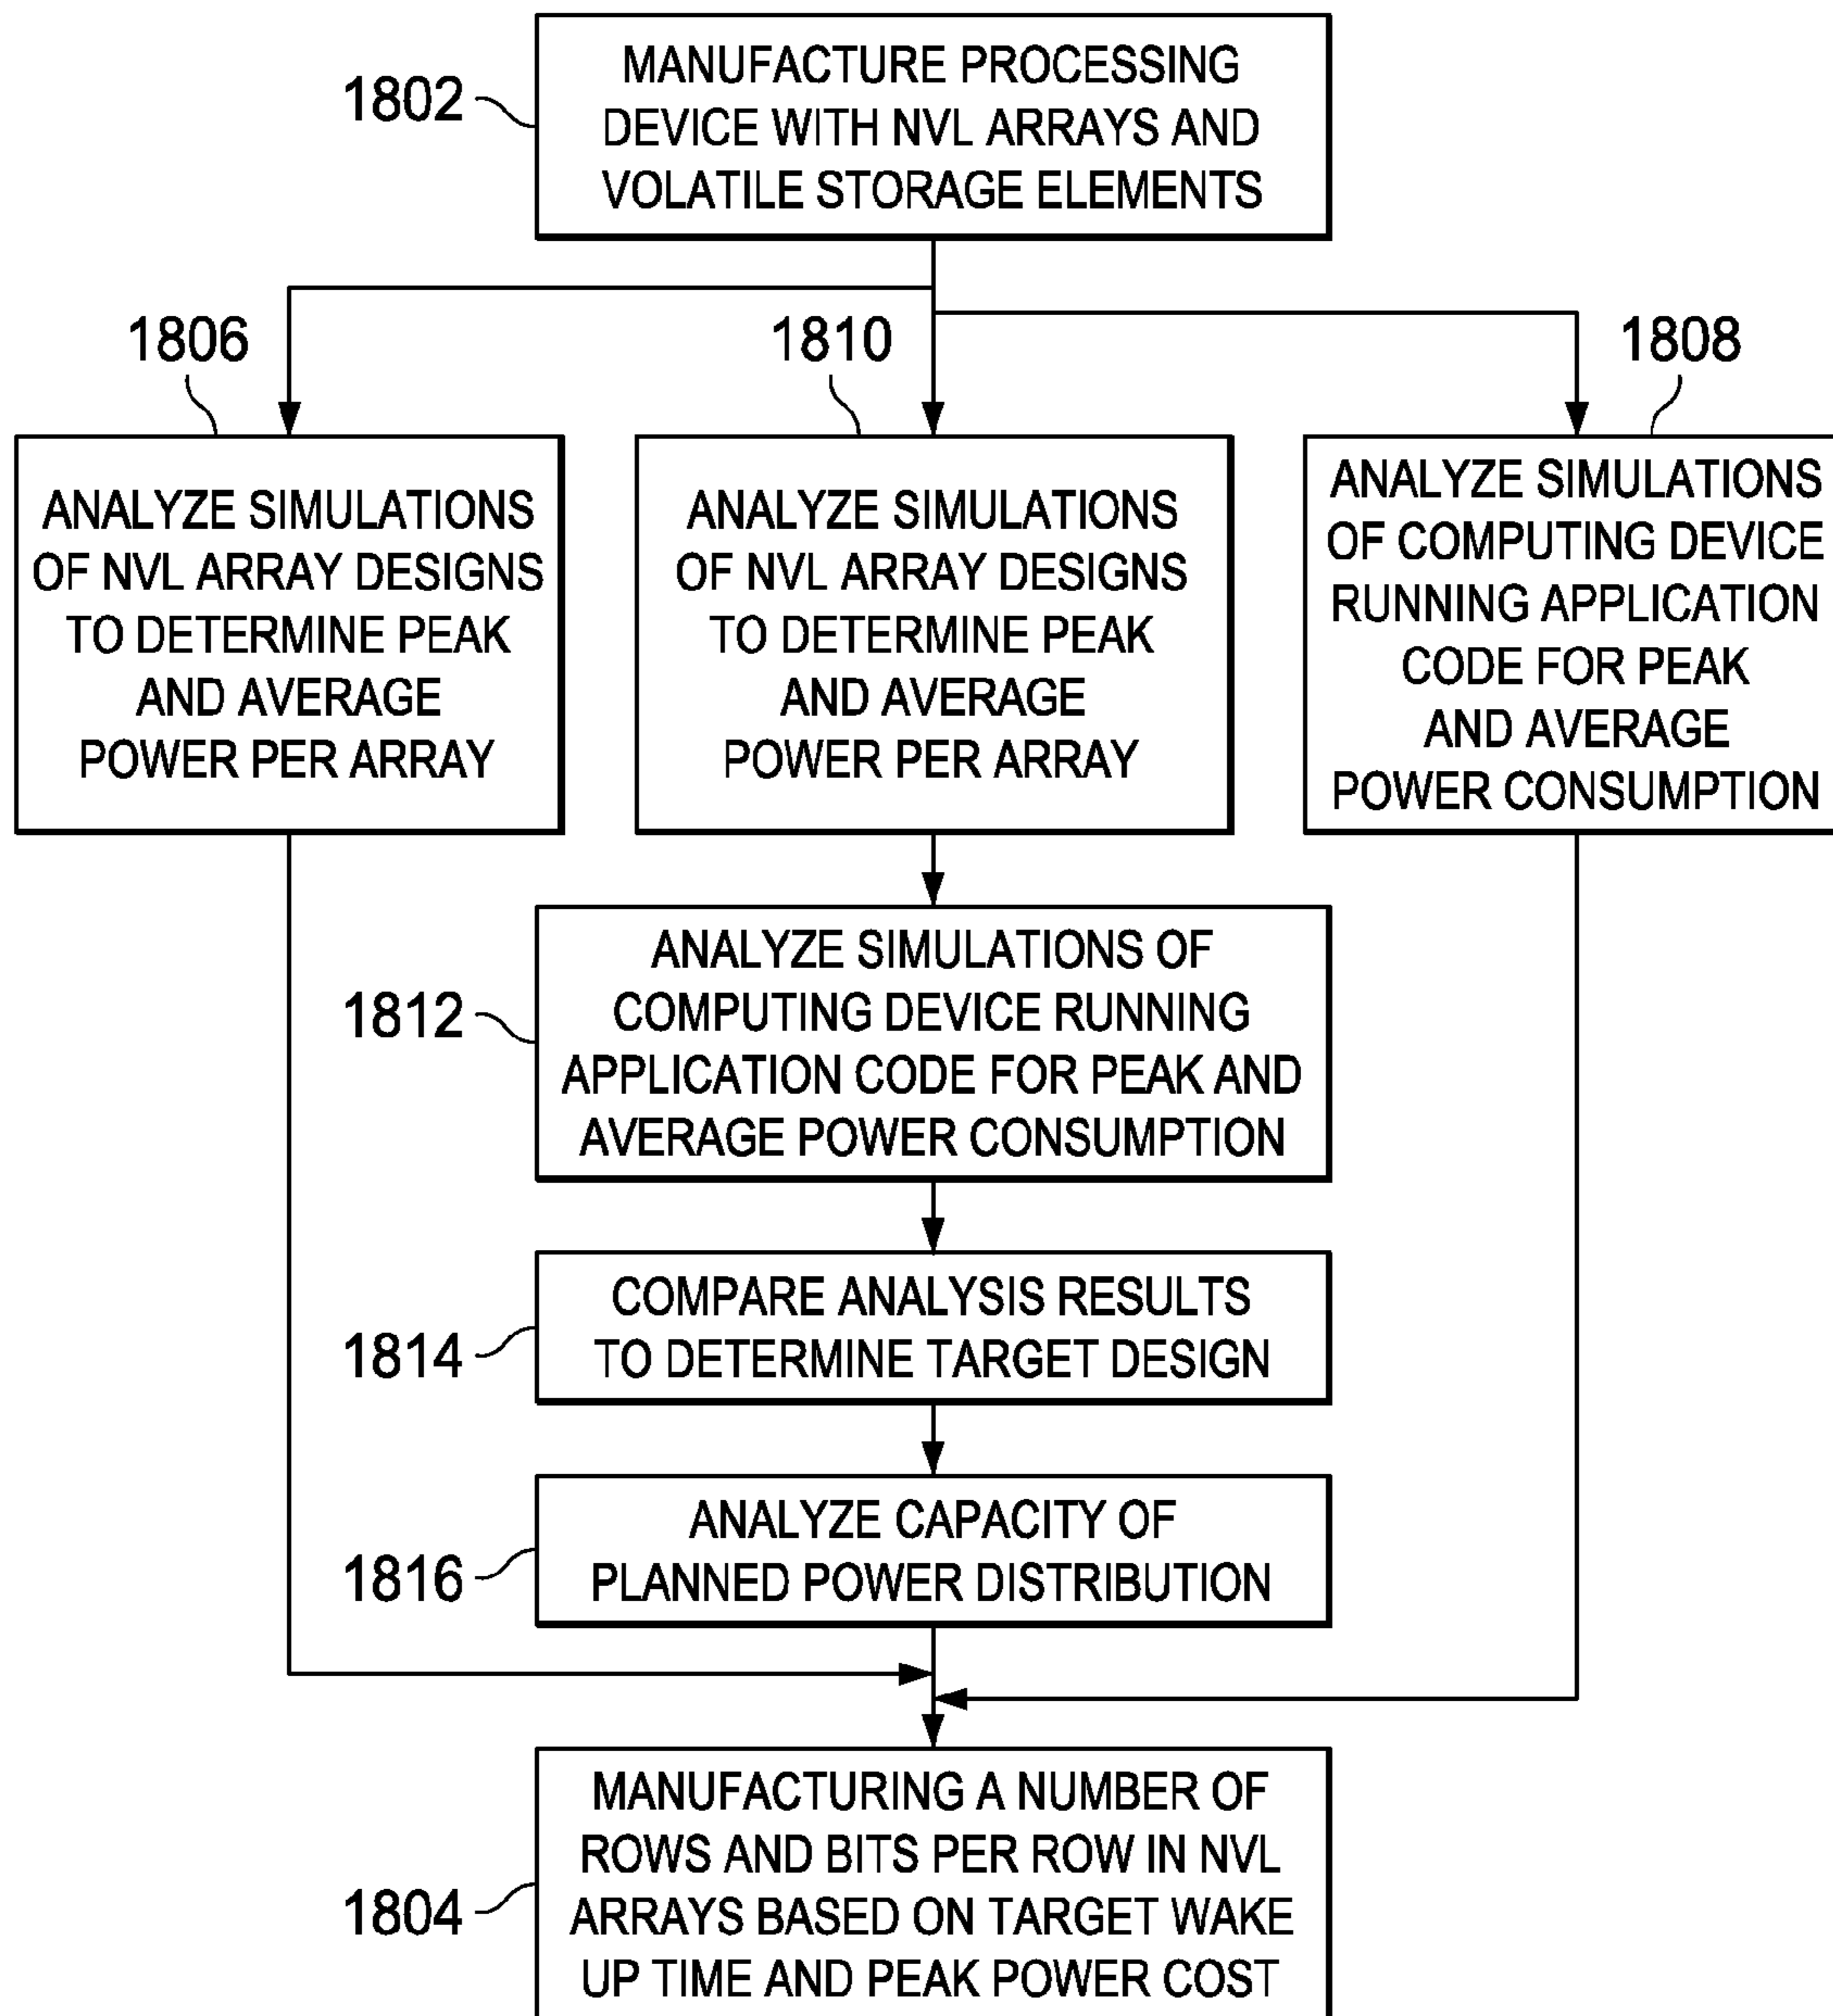 1802
MANUFACTURE PROCESSING
DEVICE WITH NVL ARRAYS AND
VOLATILE STORAGE ELEMENTS
1806
1810
1808
ANALYZE SIMULATIONS
OF NVL ARRAY DESIGNS
TO DETERMINE PEAK
AND AVERAGE
POWER PER ARRAY
ANALYZE SIMULATIONS
OF NVL ARRAY DESIGNS
TO DETERMINE PEAK
AND AVERAGE
POWER PER ARRAY
ANALYZE SIMULATIONS
OF COMPUTING DEVICE
RUNNING APPLICATION
CODE FOR PEAK
AND AVERAGE
POWER CONSUMPTION
1812
ANALYZE SIMULATIONS OF
COMPUTING DEVICE RUNNING
APPLICATION CODE FOR PEAK AND
AVERAGE POWER CONSUMPTION
1814
COMPARE ANALYSIS RESULTS
TO DETERMINE TARGET DESIGN
1816
ANALYZE CAPACITY OF
PLANNED POWER DISTRIBUTION
1804
MANUFACTURING A NUMBER OF
ROWS AND BITS PER ROW IN NVL
ARRAYS BASED ON TARGET WAKE
UP TIME AND PEAK POWER COST